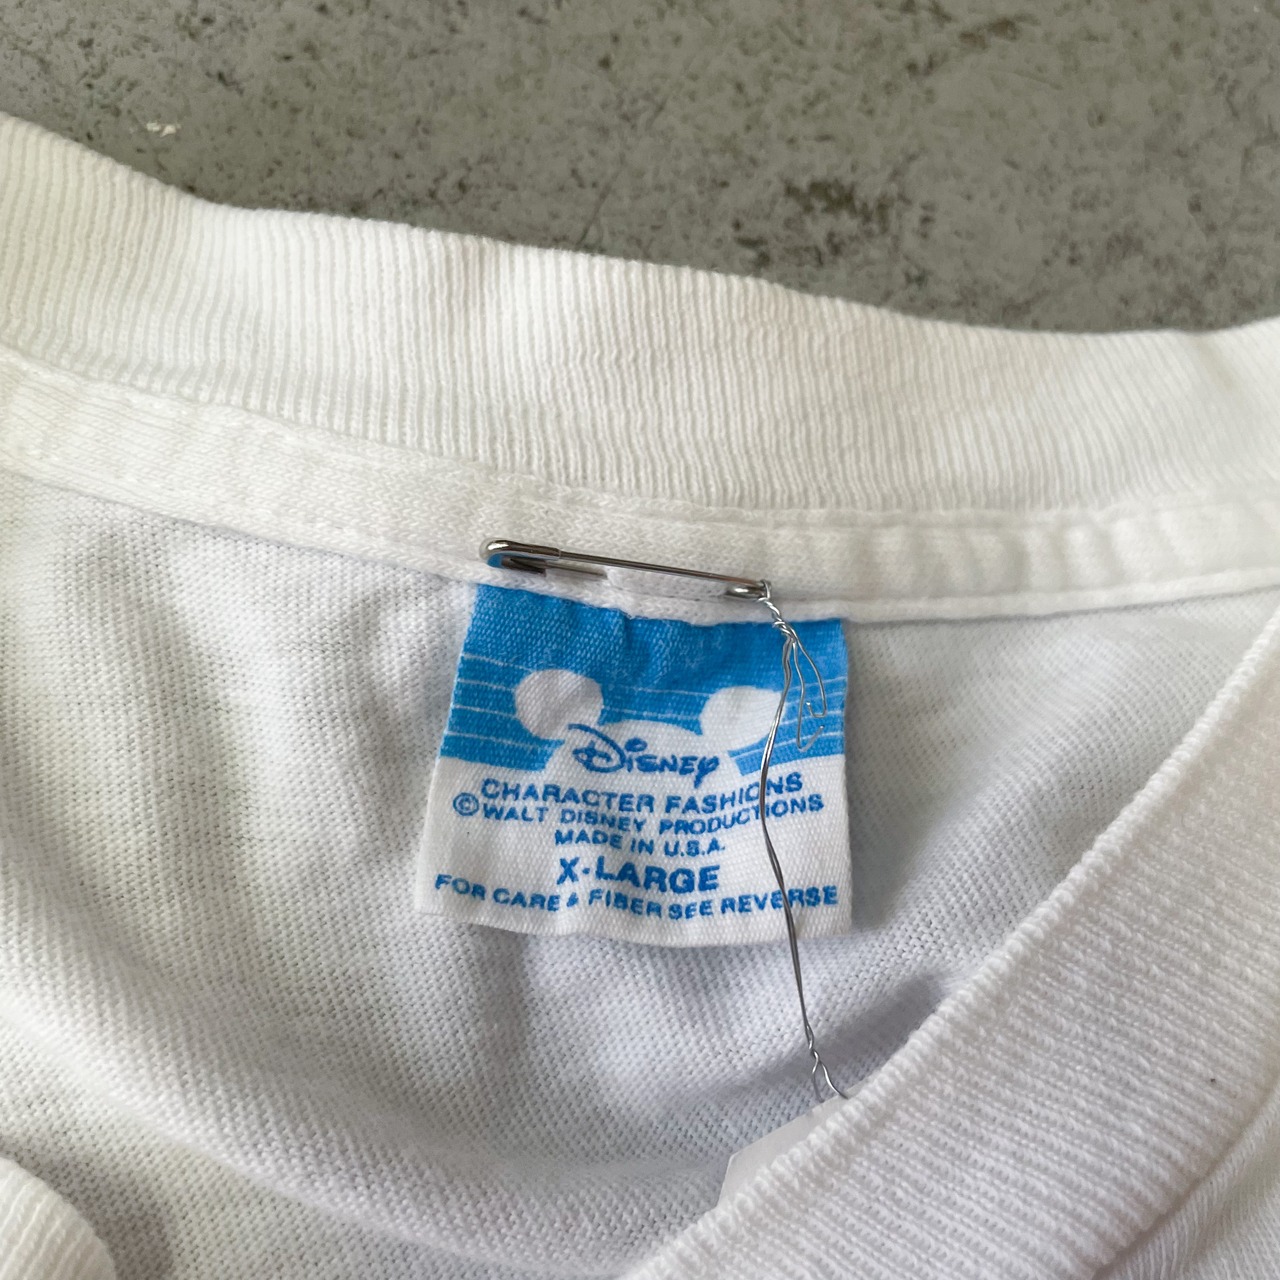 Disney
CHARACTER FASHIONS
©WALT DISNEY PRODUCTIONS
MADE IN U.S.A.
X-LARGE
FOR CARE & FIBER SEE REVERSE